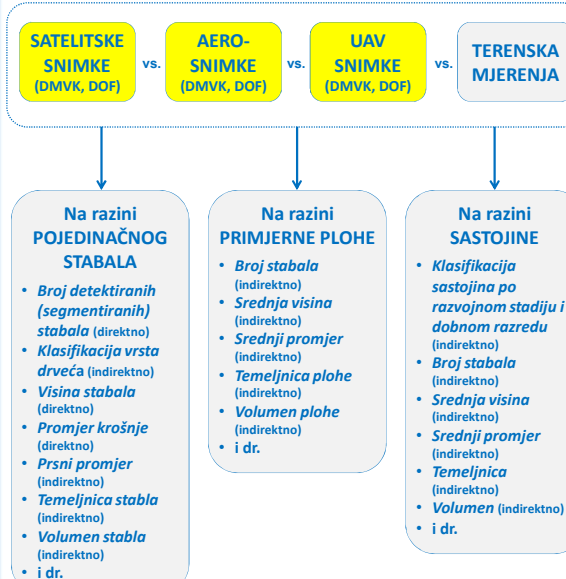 SATELITSKE
SNIMKE
(DMVK, DOF)
vs.
AERO-
SNIMKE
(DMVK, DOF)
vs.
UAV
SNIMKE
(DMVK, DOF)
vs.
TERENSKA
MJERENJA
Na razini
POJEDINAČNOG
STABALA
• Broj detektiranih
(segmentiranih)
stabala (direktno)
• Klasifikacija vrsta
drveća (indirektno)
• Visina stabala
(direktno)
• Promjer krošnje
(direktno)
• Prsni promjer
(indirektno)
• Temeljnica stabla
(indirektno)
• Volumen stabla
(indirektno)
• i dr.
Na razini
PRIMJERNE PLOHE
• Broj stabala
(indirektno)
• Srednja visina
(indirektno)
• Srednji promjer
(indirektno)
• Temeljnica plohe
(indirektno)
• Volumen plohe
(indirektno)
• i dr.
Na razini
SASTOJINE
• Klasifikacija
sastojina po
razvojnom stadiju i
dobnom razredu
(indirektno)
• Broj stabala
(indirektno)
• Srednja visina
(indirektno)
• Srednji promjer
(indirektno)
• Temeljnica
(indirektno)
• Volumen (indirektno)
• i dr.